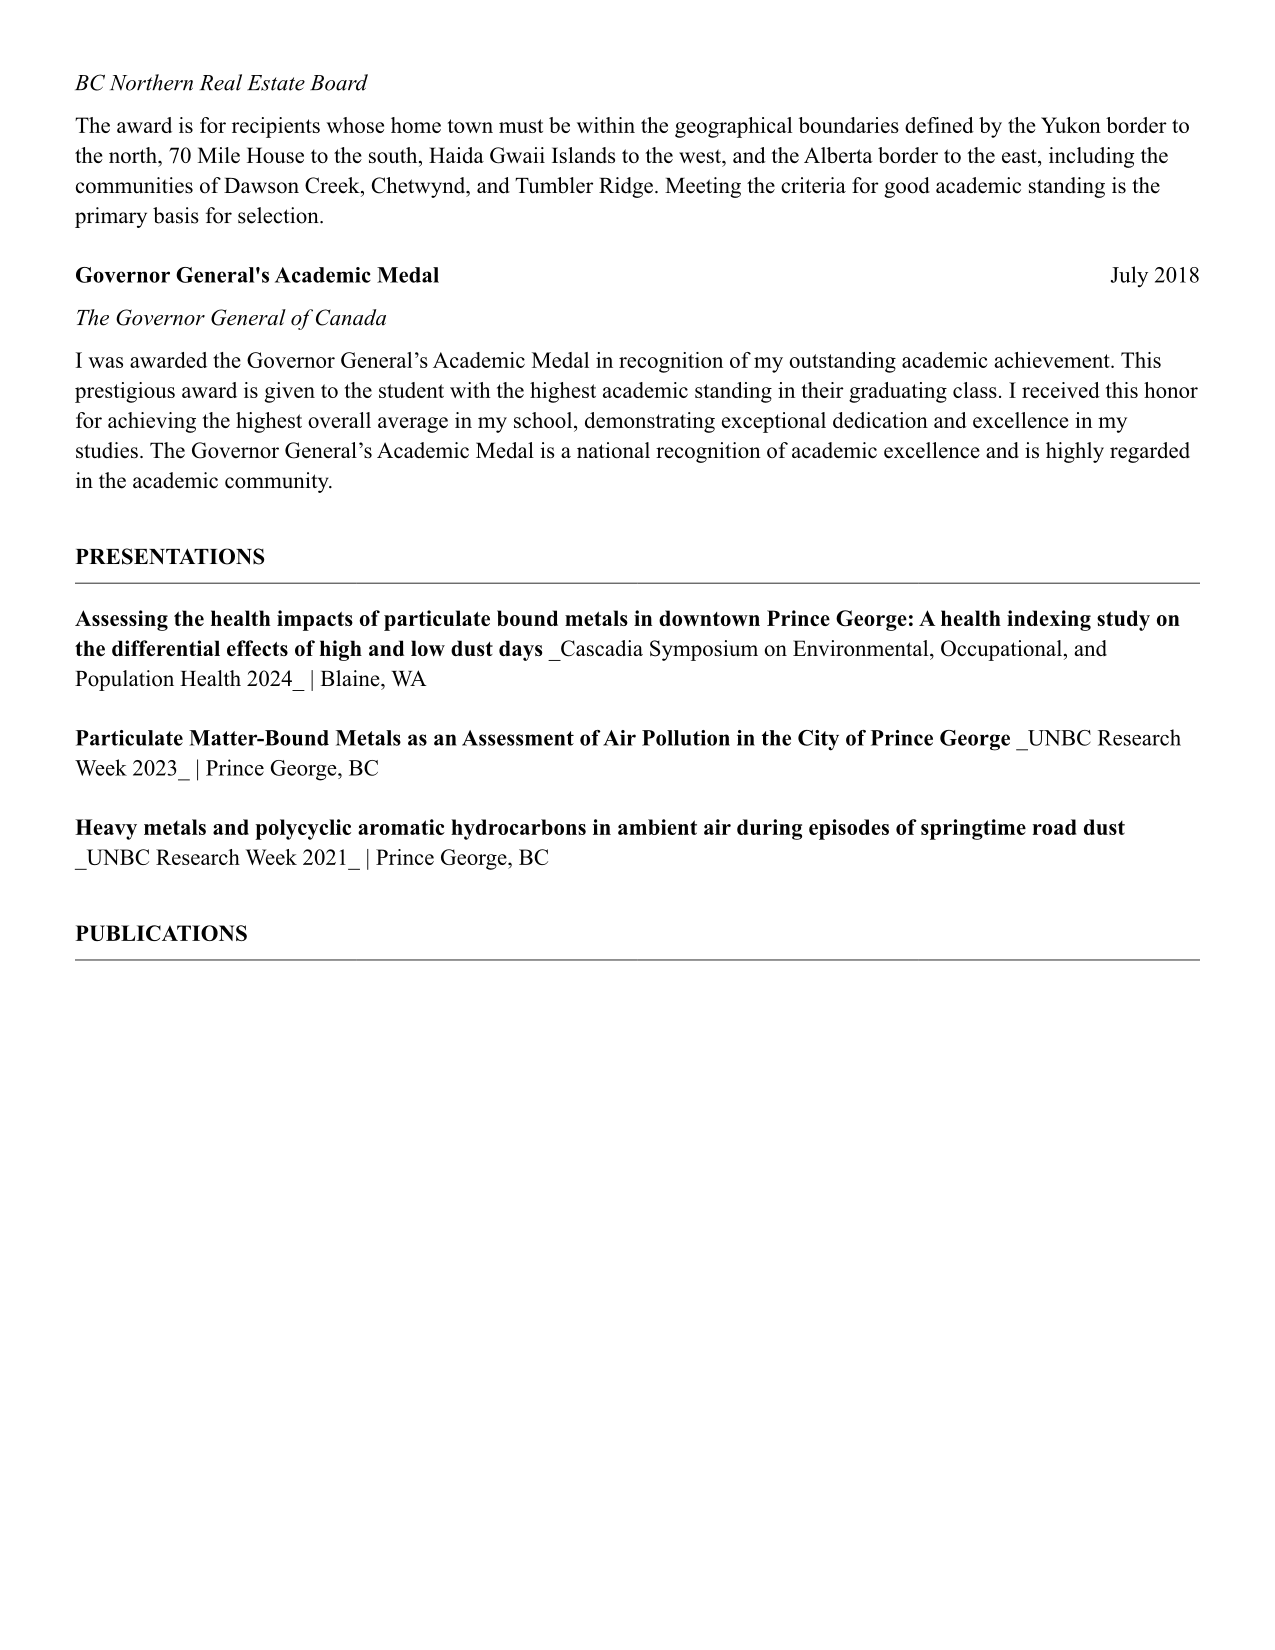 BC Northern Real Estate Board
The award is for recipients whose home town must be within the geographical boundaries defined by the Yukon border to
the north, 70 Mile House to the south, Haida Gwaii Islands to the west, and the Alberta border to the east, including the
communities of Dawson Creek, Chetwynd, and Tumbler Ridge. Meeting the criteria for good academic standing is the
primary basis for selection.
Governor General's Academic Medal July 2018
The Governor General of Canada
I was awarded the Governor General’s Academic Medal in recognition of my outstanding academic achievement. This
prestigious award is given to the student with the highest academic standing in their graduating class. I received this honor
for achieving the highest overall average in my school, demonstrating exceptional dedication and excellence in my
studies. The Governor General’s Academic Medal is a national recognition of academic excellence and is highly regarded
in the academic community.
PRESENTATIONS
Assessing the health impacts of particulate bound metals in downtown Prince George: A health indexing study on
the differential effects of high and low dust days _Cascadia Symposium on Environmental, Occupational, and
Population Health 2024_ | Blaine, WA
Particulate Matter-Bound Metals as an Assessment of Air Pollution in the City of Prince George _UNBC Research
Week 2023_ | Prince George, BC
Heavy metals and polycyclic aromatic hydrocarbons in ambient air during episodes of springtime road dust
_UNBC Research Week 2021_ | Prince George, BC
PUBLICATIONS